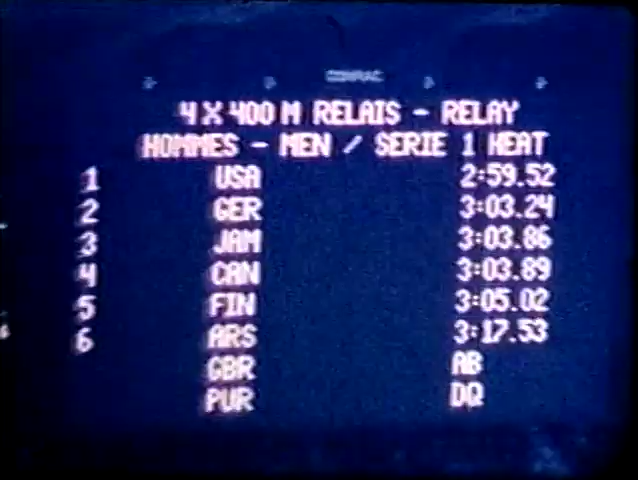 CONRAC
4 X 400 M RELAIS - RELAY
HOMMES - MEN / SERIE 1 HEAT
1 USA 2:59.52
2 GER 3:03.24
3 JAM 3:03.86
4 CAN 3:03.89
5 FIN 3:05.02
6 ARS 3:17.53
GBR AB
PUR DQ